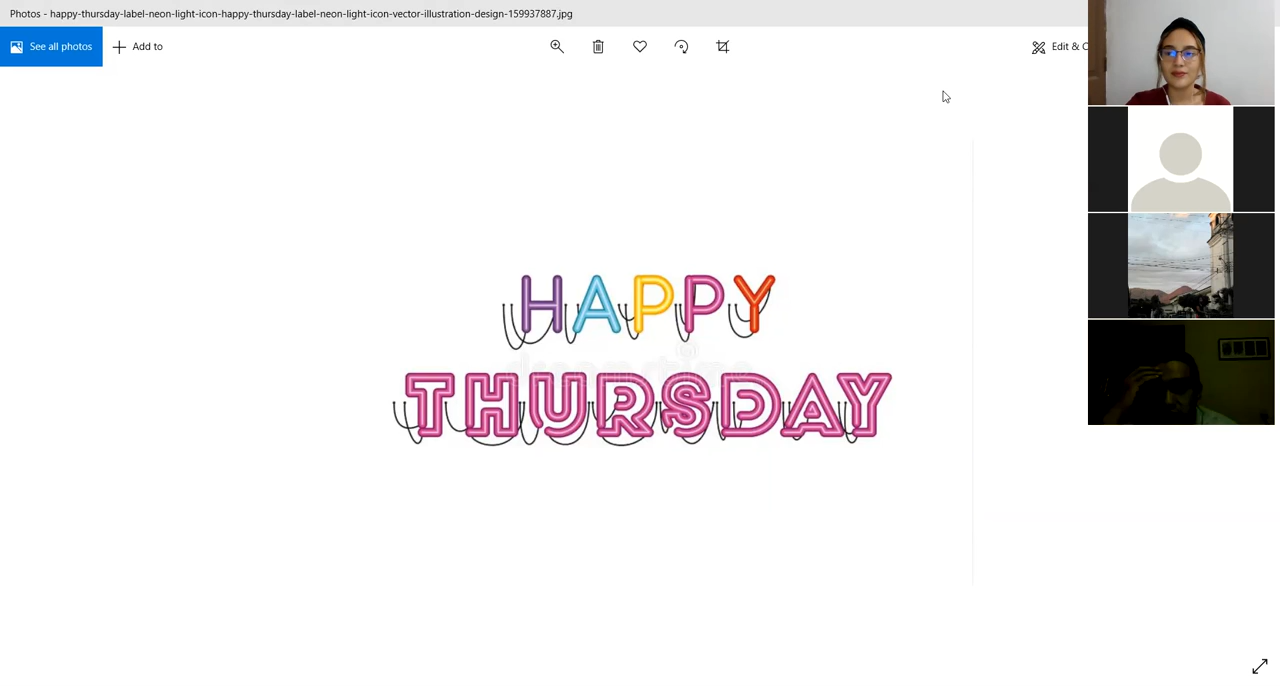 Photos - happy-thursday-label-neon-light-icon-happy-thursday-label-neon-light-icon-vector-illustration-design-159937887.jpg
See all photos
Add to
Edit & C
HAPPY
THURSDAY